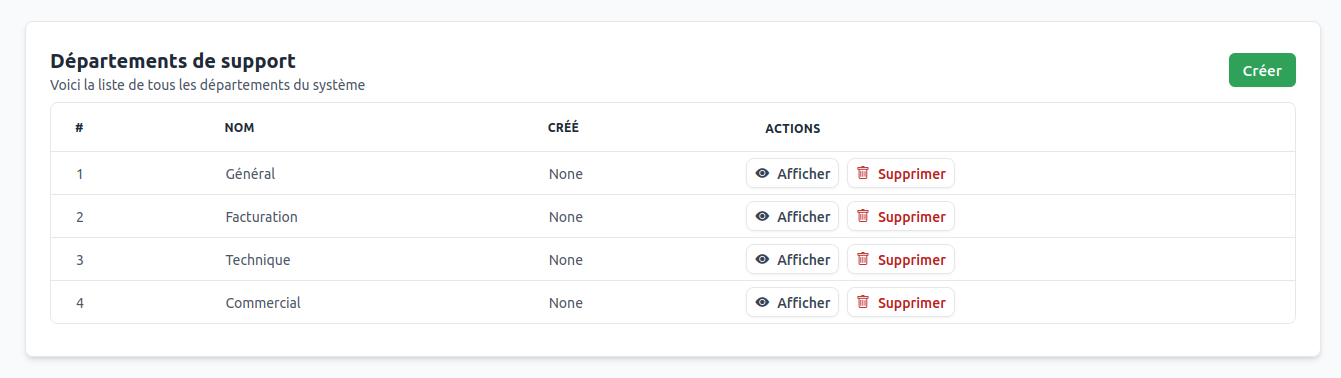 Départements de support
Voici la liste de tous les départements du système
Créer
# NOM CRÉÉ ACTIONS
1 Général None Afficher Supprimer
2 Facturation None Afficher Supprimer
3 Technique None Afficher Supprimer
4 Commercial None Afficher Supprimer